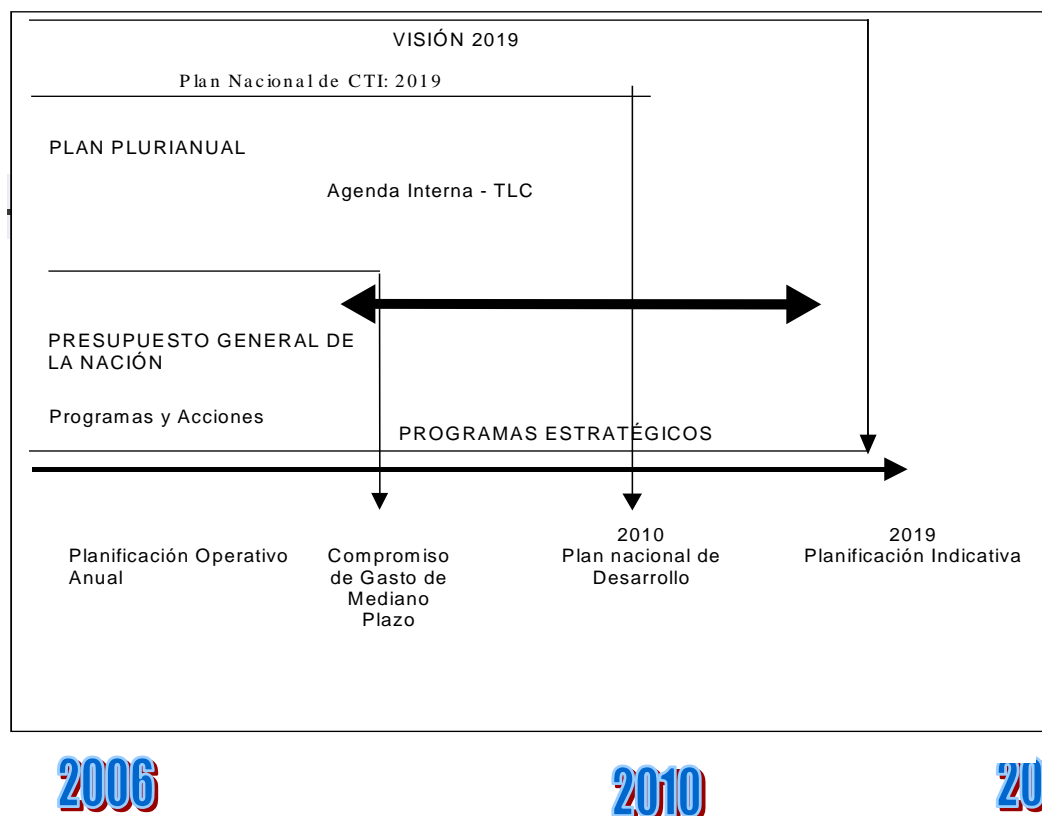 VISIÓN 2019
Plan Nacional de CTI: 2019
PLAN PLURIANUAL
Agenda Interna - TLC
PRESUPUESTO GENERAL DE
LA NACIÓN
Programas y Acciones
PROGRAMAS ESTRATÉGICOS
Planificación Operativo
Anual
Compromiso
de Gasto de
Mediano
Plazo
2010
Plan nacional de
Desarrollo
2019
Planificación Indicativa
2006
2010
20